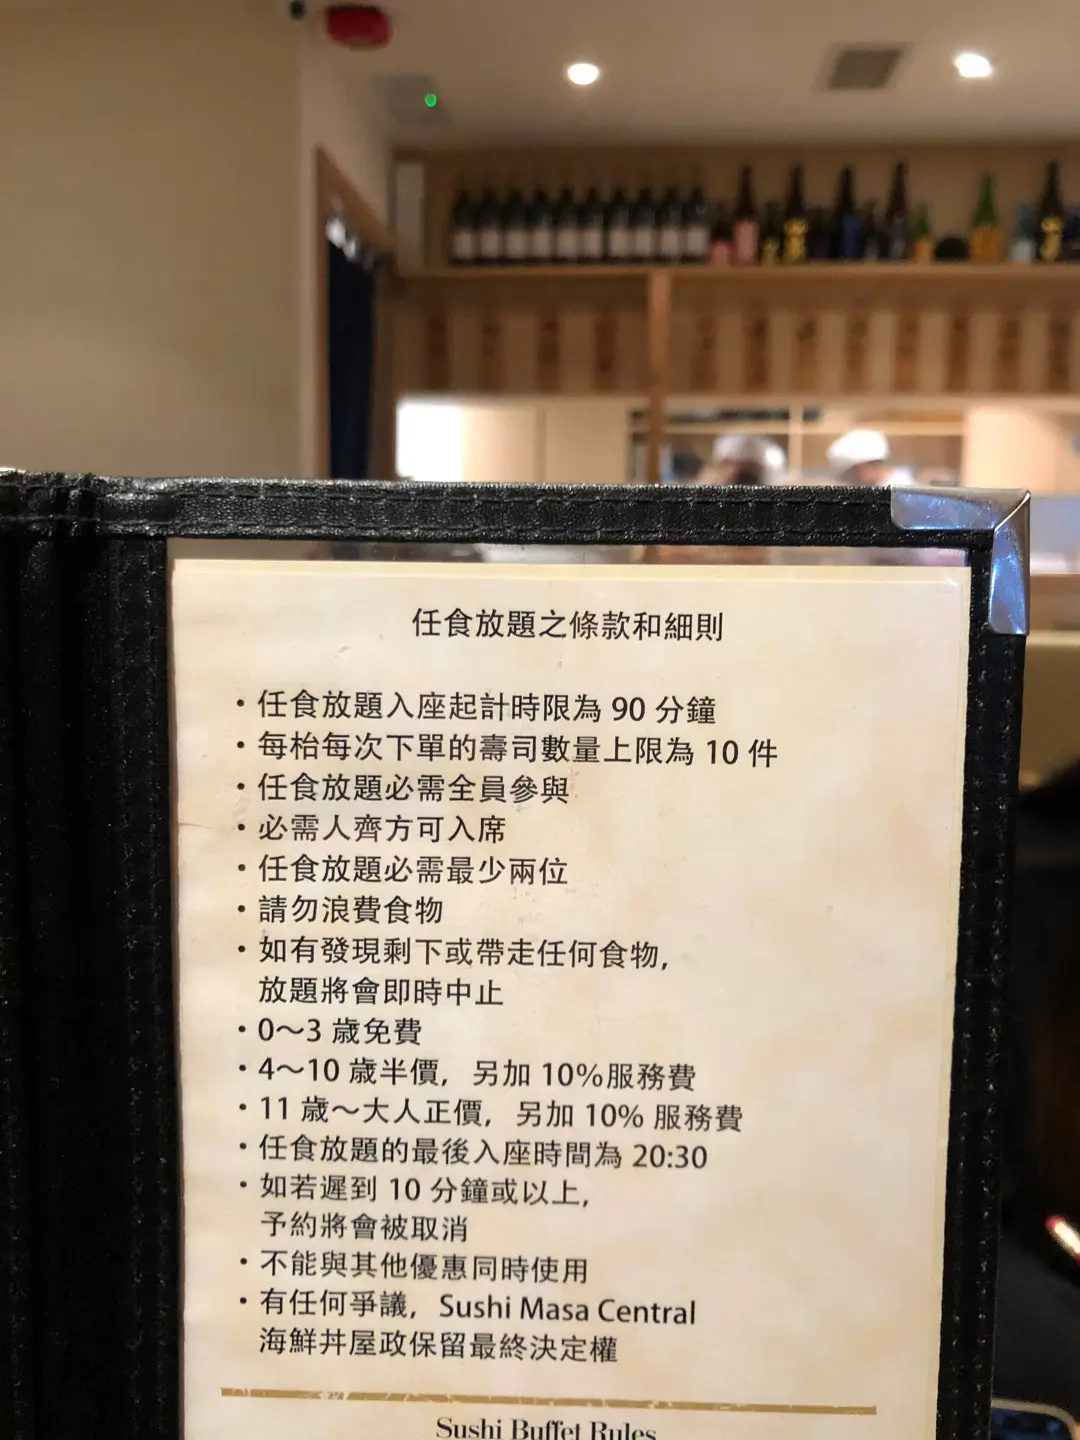 任食放題之條款和細則
・任食放題入座起計時限為 90 分鐘
・每枱每次下單的壽司數量上限為 10 件
・任食放題必需全員參與
・必需人齊方可入席
・任食放題必需最少兩位
・請勿浪費食物
・如有發現剩下或帶走任何食物,
放題將會即時中止
・0～3 歲免費
・4～10 歲半價, 另加 10%服務費
・11 歲～大人正價, 另加 10% 服務費
・任食放題的最後入座時間為 20:30
・如若遲到 10 分鐘或以上,
予約將會被取消
・不能與其他優惠同時使用
・有任何爭議, Sushi Masa Central
海鮮丼屋政保留最終決定權
Sushi Buffet Rules